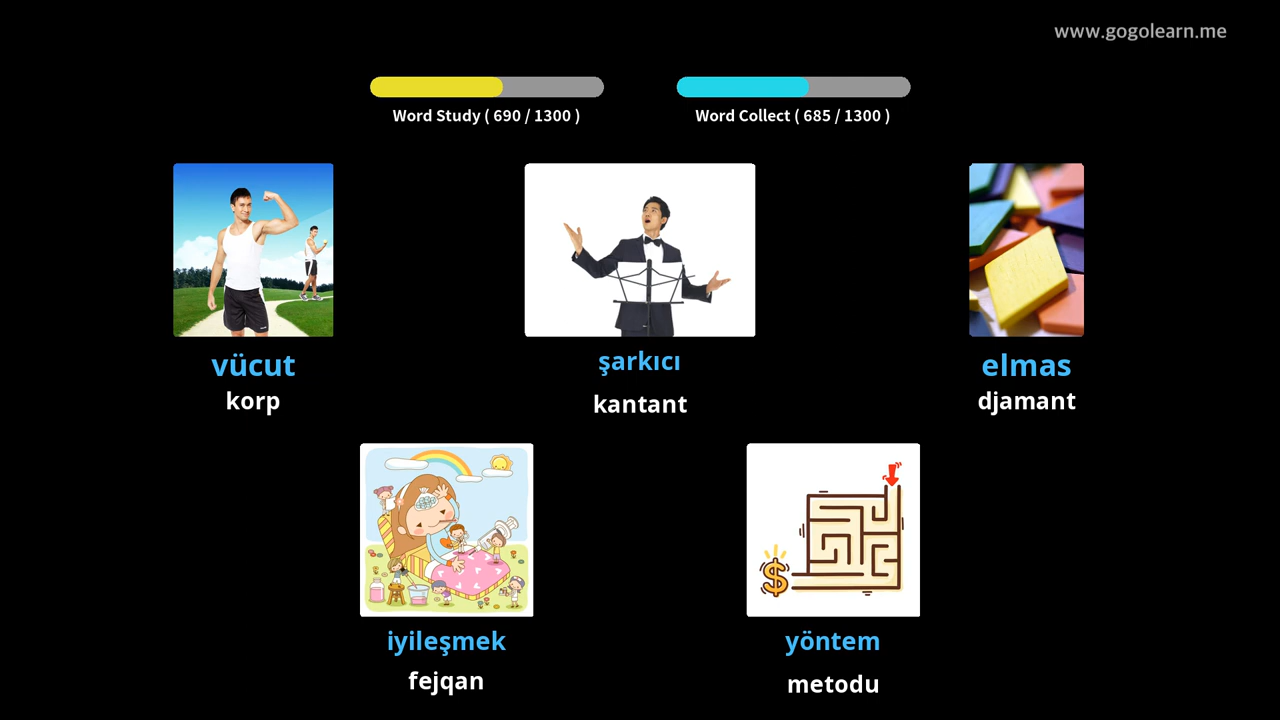 www.gogolearn.me
Word Study ( 690 / 1300 )
Word Collect ( 685 / 1300 )
vücut
korp
şarkıcı
kantant
elmas
djamant
iyileşmek
fejqan
yöntem
metodu